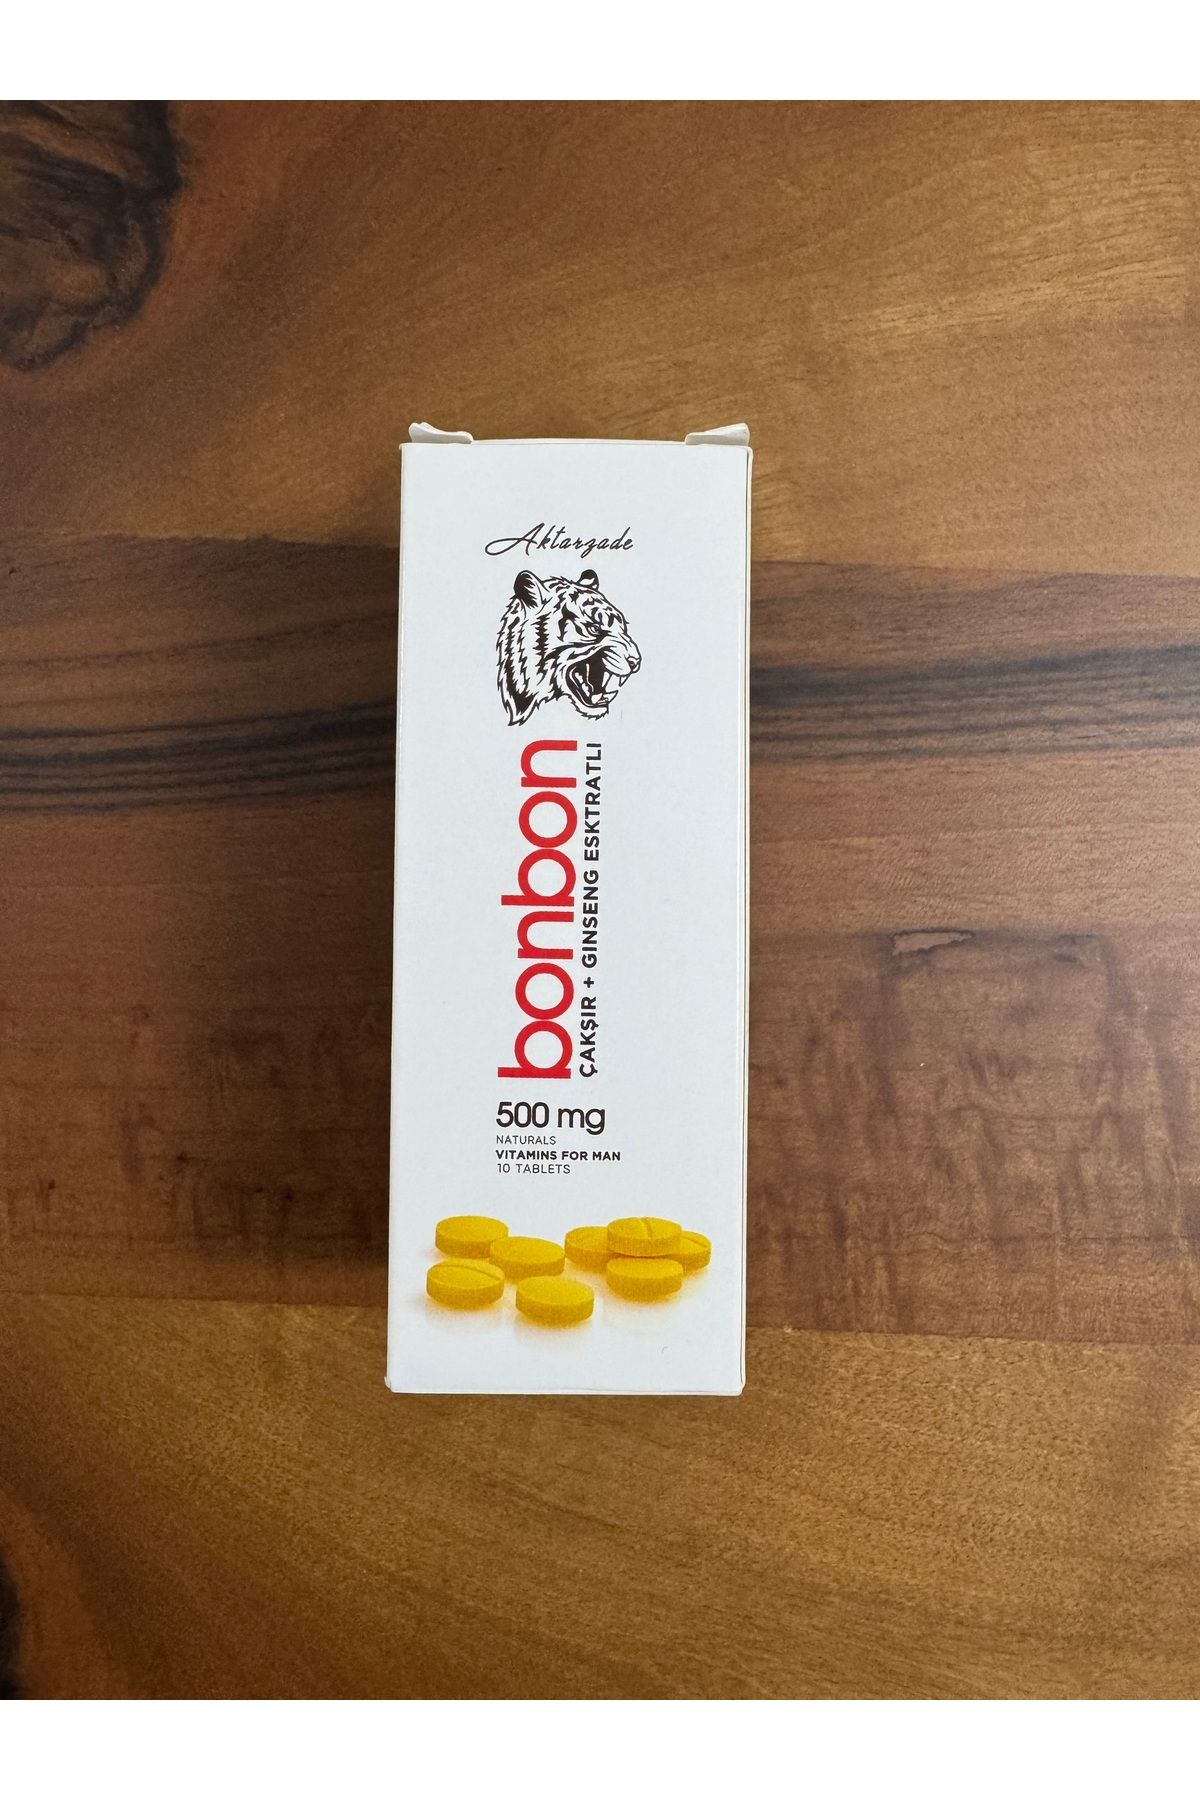 Aktarzade
bonbon
ÇAKŞIR + GINSENG ESKTRATLI
500 mg
NATURALS
VITAMINS FOR MAN
10 TABLETS